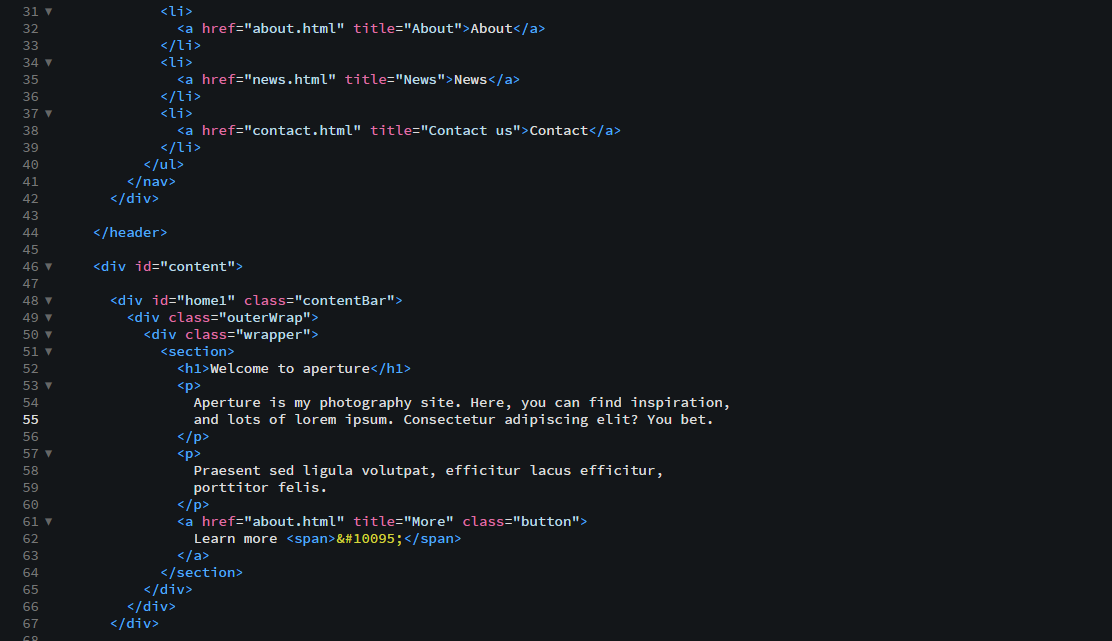 31 ▼ <li>
32 <a href="about.html" title="About">About</a>
33 </li>
34 ▼ <li>
35 <a href="news.html" title="News">News</a>
36 </li>
37 ▼ <li>
38 <a href="contact.html" title="Contact us">Contact</a>
39 </li>
40 </ul>
41 </nav>
42 </div>
43
44 </header>
45
46 ▼ <div id="content">
47
48 ▼ <div id="home1" class="contentBar">
49 ▼ <div class="outerWrap">
50 ▼ <div class="wrapper">
51 ▼ <section>
52 <h1>Welcome to aperture</h1>
53 ▼ <p>
54 Aperture is my photography site. Here, you can find inspiration,
55 and lots of lorem ipsum. Consectetur adipiscing elit? You bet.
56 </p>
57 ▼ <p>
58 Praesent sed ligula volutpat, efficitur lacus efficitur,
59 porttitor felis.
60 </p>
61 ▼ <a href="about.html" title="More" class="button">
62 Learn more <span>&#10095;</span>
63 </a>
64 </section>
65 </div>
66 </div>
67 </div>
68